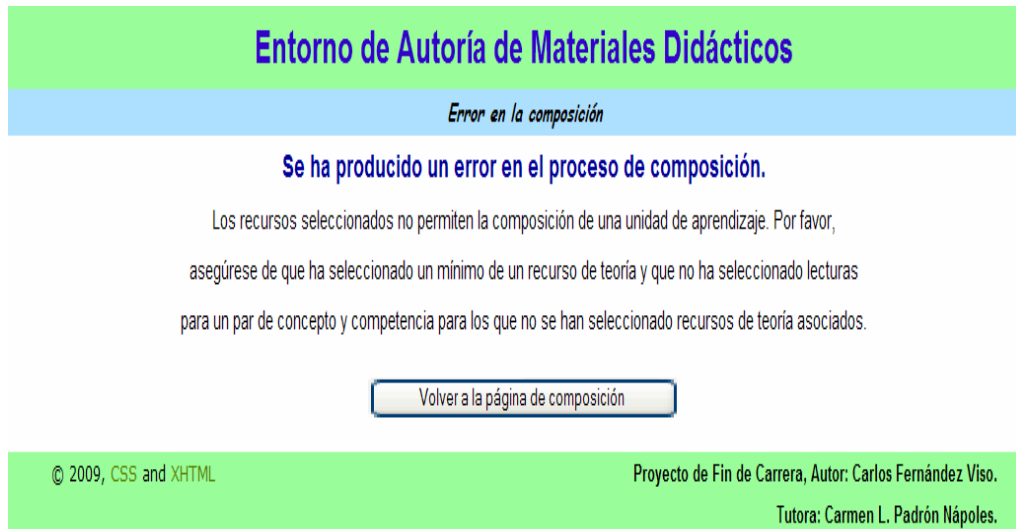 Entorno de Autoría de Materiales Didácticos
Error en la composición
Se ha producido un error en el proceso de composición.
Los recursos seleccionados no permiten la composición de una unidad de aprendizaje. Por favor,
asegúrese de que ha seleccionado un mínimo de un recurso de teoría y que no ha seleccionado lecturas
para un par de concepto y competencia para los que no se han seleccionado recursos de teoría asociados.
Volver a la página de composición
© 2009, CSS and XHTML
Proyecto de Fin de Carrera, Autor: Carlos Fernández Viso.
Tutora: Carmen L. Padrón Nápoles.